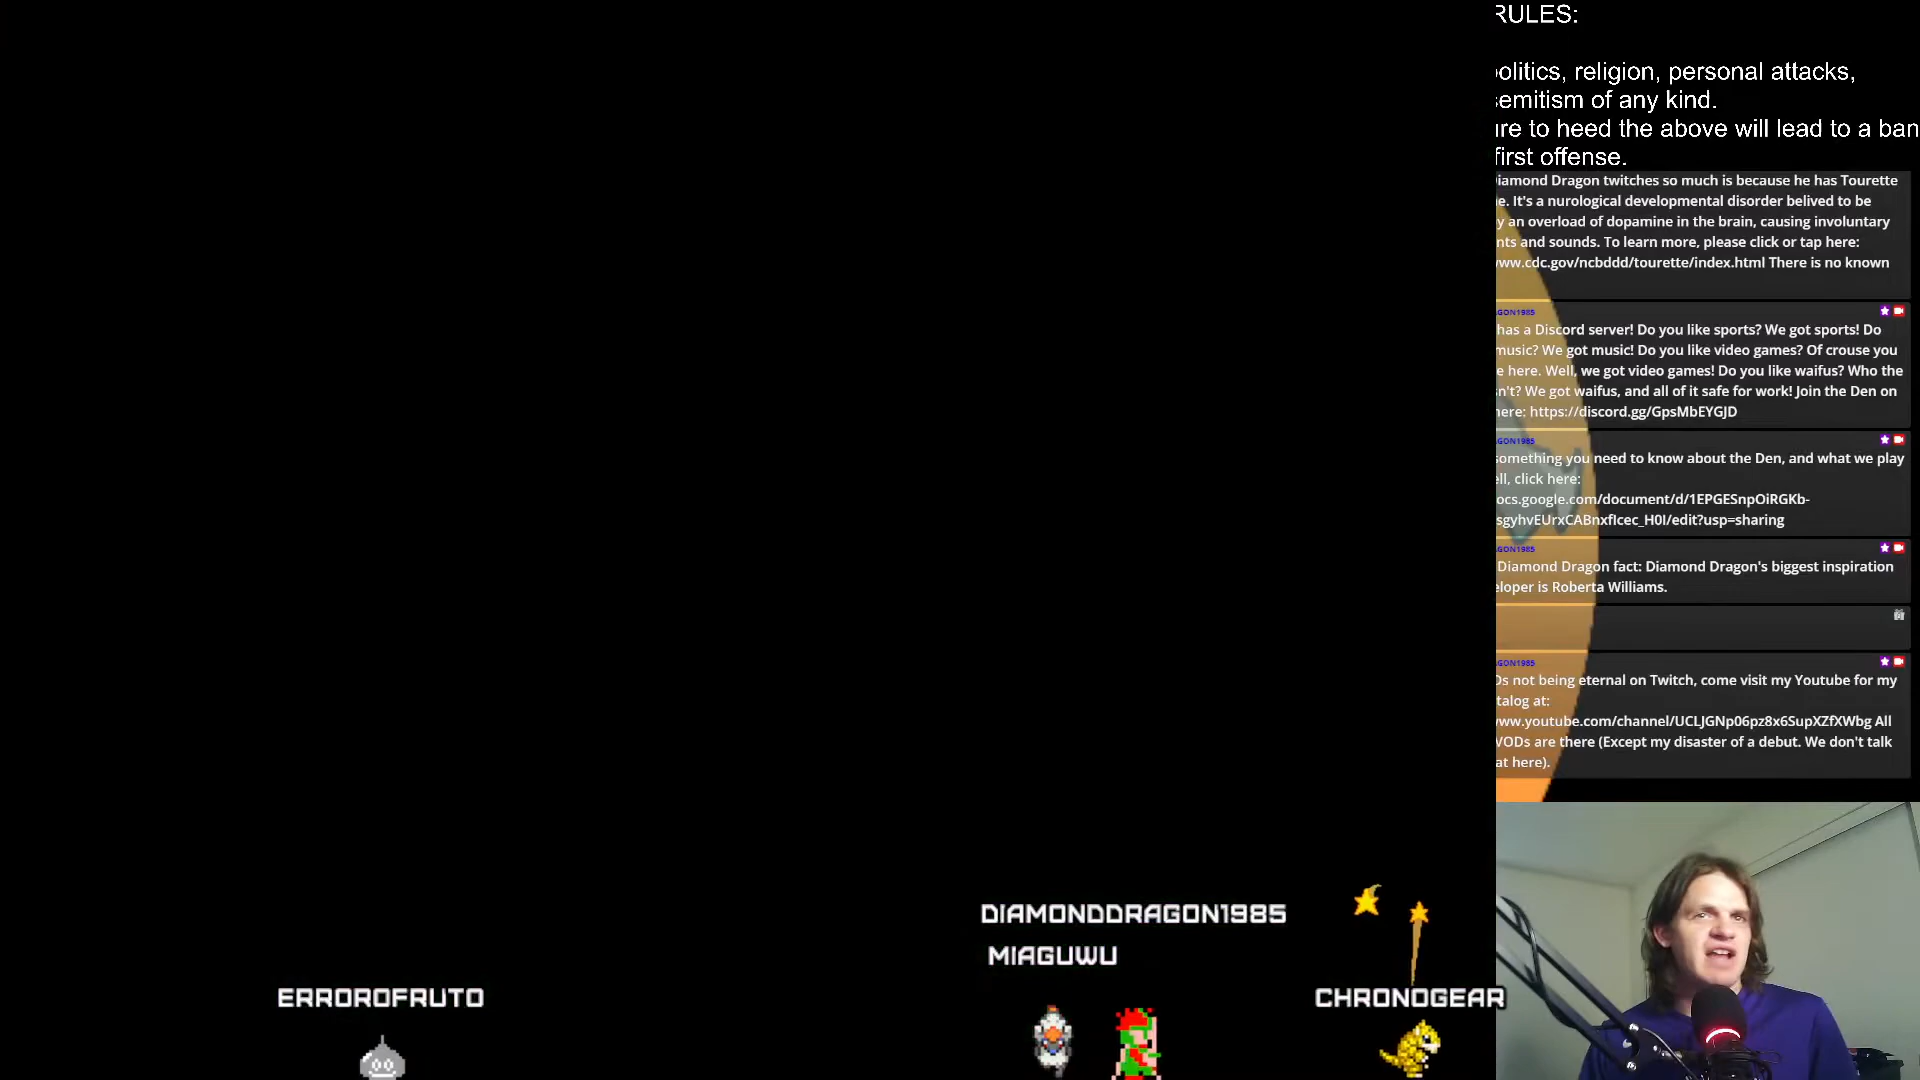 RULES:
olitics, religion, personal attacks,
emitism of any kind.
ure to heed the above will lead to a ban
first offense.
iamond Dragon twitches so much is because he has Tourette
e. It's a nurological developmental disorder belived to be
y an overload of dopamine in the brain, causing involuntary
nts and sounds. To learn more, please click or tap here:
ww.cdc.gov/ncbddd/tourette/index.html There is no known
GON1985
has a Discord server! Do you like sports? We got sports! Do
music? We got music! Do you like video games? Of crouse you
e here. Well, we got video games! Do you like waifus? Who the
sn't? We got waifus, and all of it safe for work! Join the Den on
here: https://discord.gg/GpsMbEYGJD
GON1985
something you need to know about the Den, and what we play
ell, click here:
ocs.google.com/document/d/1EPGESnpOiRGKb-
sgyhvEUrxCABnxfIcec_H0I/edit?usp=sharing
GON1985
Diamond Dragon fact: Diamond Dragon's biggest inspiration
eloper is Roberta Williams.
GON1985
Ds not being eternal on Twitch, come visit my Youtube for my
talog at:
ww.youtube.com/channel/UCLJGNp06pz8x6SupXZfXWbg All
VODs are there (Except my disaster of a debut. We don't talk
at here).
DIAMONDDRAGON1985
MIAGUWU
ERROROFRUTO
CHRONOGEAR